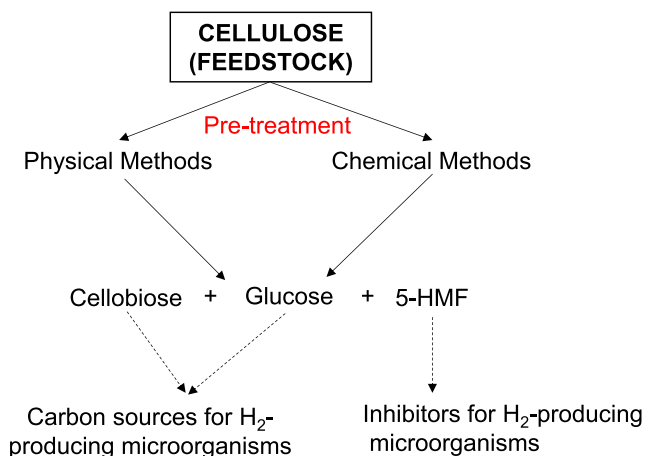 CELLULOSE
(FEEDSTOCK)
Pre-treatment
Physical Methods
Chemical Methods
Cellobiose + Glucose + 5-HMF
Carbon sources for H₂-
producing microorganisms
Inhibitors for H₂-producing
microorganisms